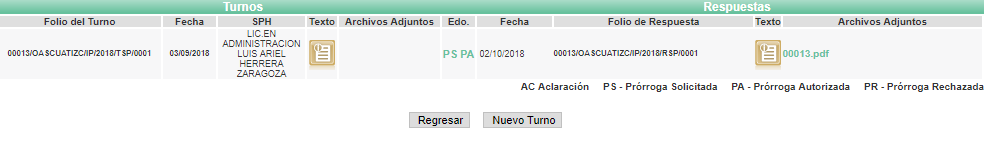 Turnos Respuestas
Folio del Turno Fecha SPH Texto Archivos Adjuntos Edo. Fecha Folio de Respuesta Texto Archivos Adjuntos
00013/OASCUATIZC/IP/2018/TSP/0001 03/09/2018 LIC.EN ADMINISTRACION LUIS ARIEL HERRERA ZARAGOZA PS PA 02/10/2018 00013/OASCUATIZC/IP/2018/RSP/0001 00013.pdf
AC Aclaración PS - Prórroga Solicitada PA - Prórroga Autorizada PR - Prórroga Rechazada
Regresar Nuevo Turno